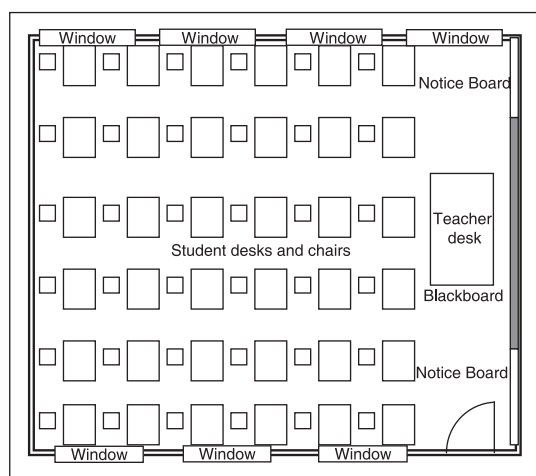 Window Window Window Window
Notice Board
Teacher
desk
Student desks and chairs
Blackboard
Notice Board
Window Window Window